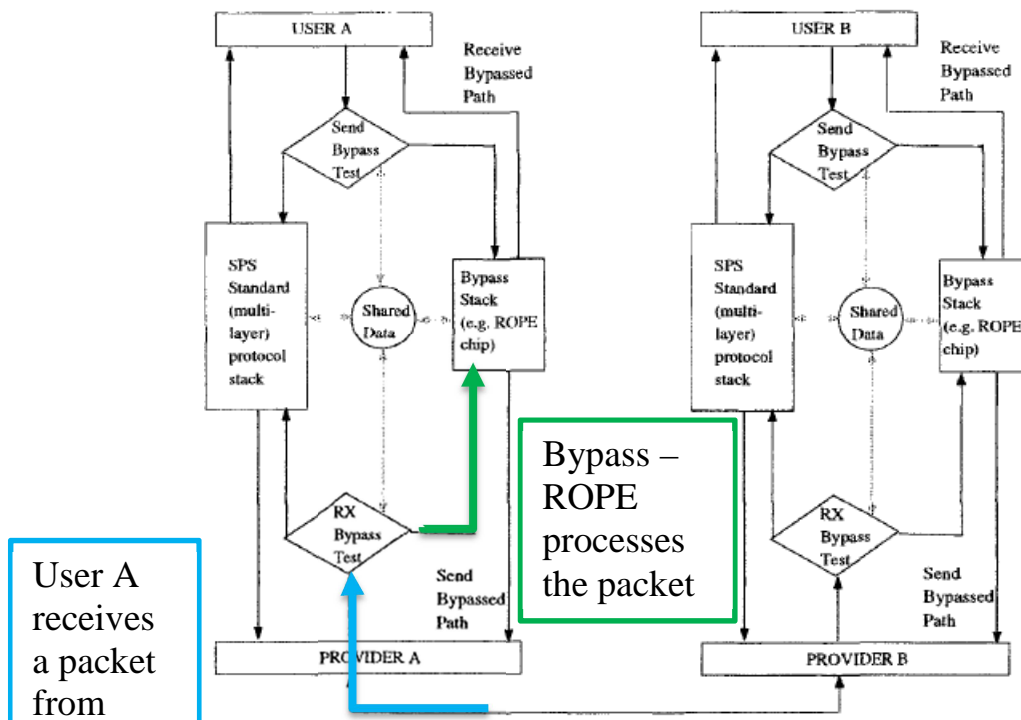 USER A
Receive
Bypassed
Path
Send
Bypass
Test
SPS
Standard
(multi-
layer)
protocol
stack
Shared
Data
Bypass
Stack
(e.g. ROPE
chip)
RX
Bypass
Test
Send
Bypassed
Path
PROVIDER A
User A
receives
a packet
from
Bypass –
ROPE
processes
the packet
USER B
Receive
Bypassed
Path
Send
Bypass
Test
SPS
Standard
(multi-
layer)
protocol
stack
Shared
Data
Bypass
Stack
(e.g. ROPE
chip)
RX
Bypass
Test
Send
Bypassed
Path
PROVIDER B